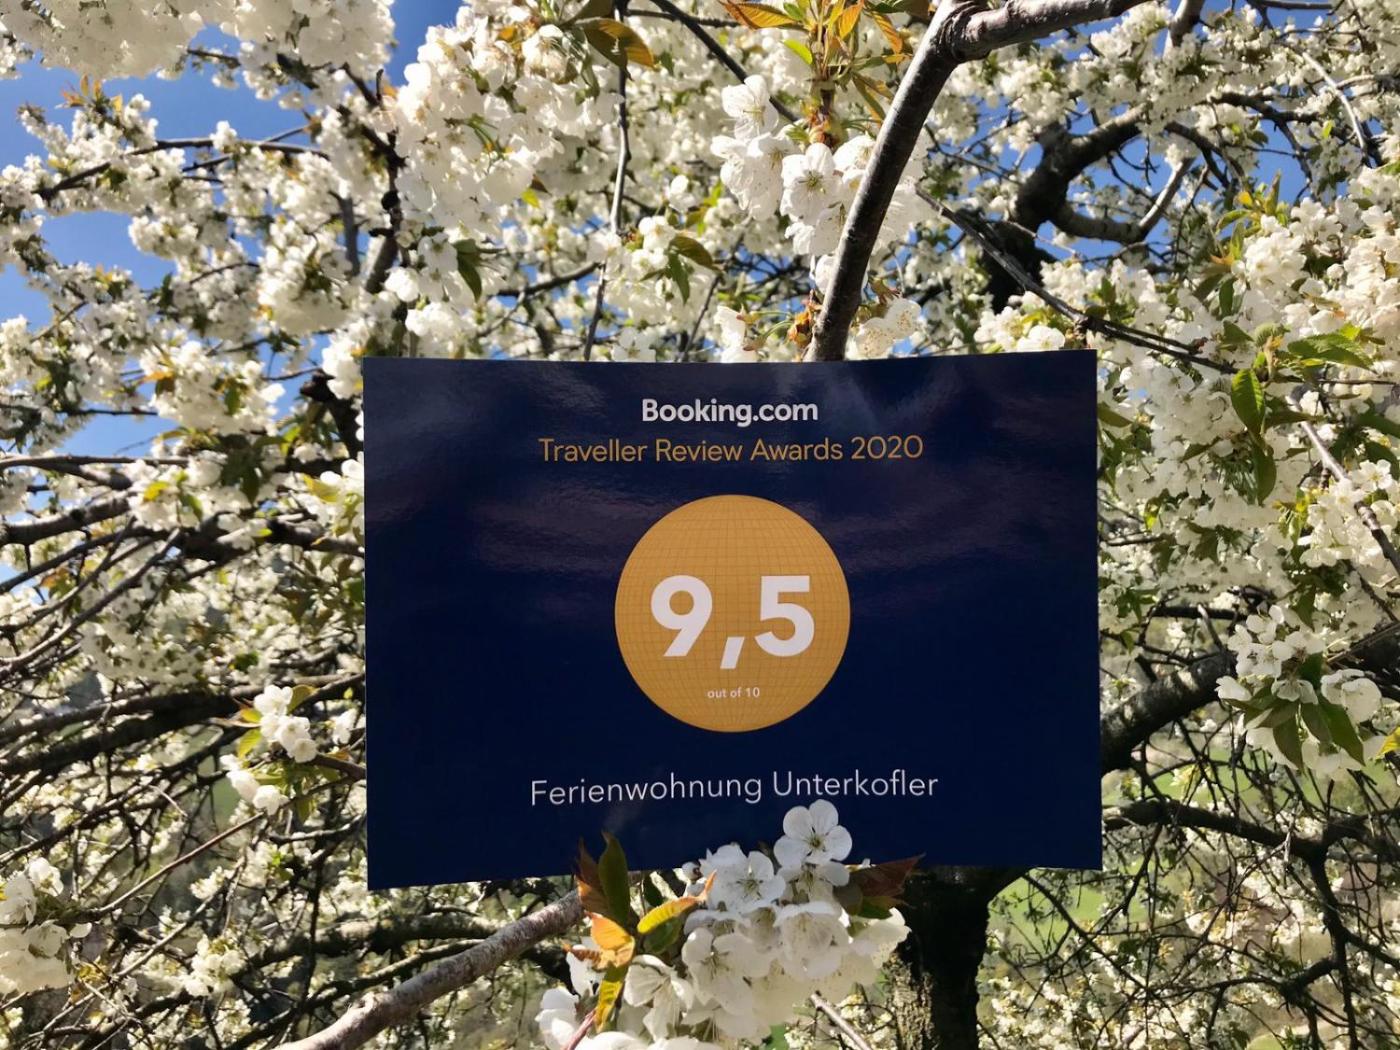 Booking.com
Traveller Review Awards 2020
9,5
out of 10
Ferienwohnung Unterkofler